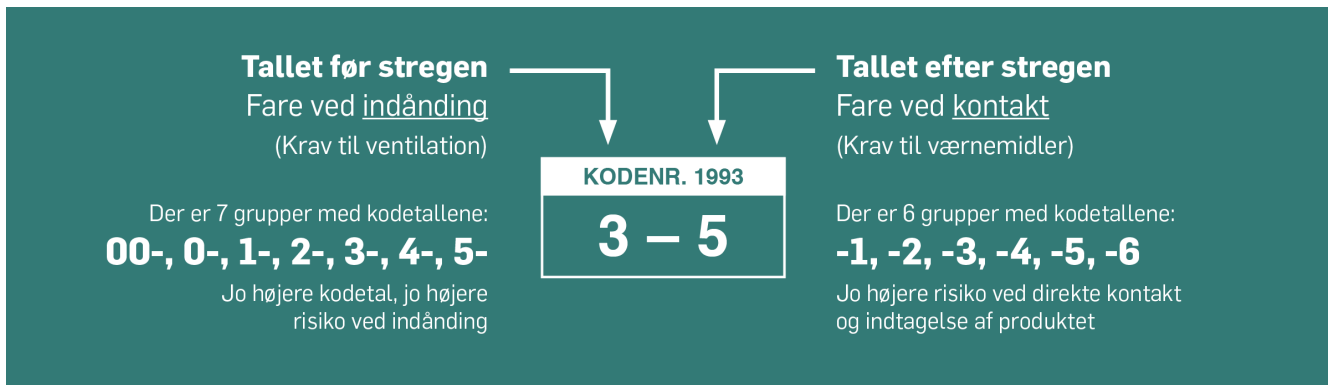 Tallet før stregen
Fare ved indånding
(Krav til ventilation)
Der er 7 grupper med kodetallene:
00-, 0-, 1-, 2-, 3-, 4-, 5-
Jo højere kodetal, jo højere
risiko ved indånding
KODENR. 1993
3 – 5
Tallet efter stregen
Fare ved kontakt
(Krav til værnemidler)
Der er 6 grupper med kodetallene:
-1, -2, -3, -4, -5, -6
Jo højere risiko ved direkte kontakt
og indtagelse af produktet